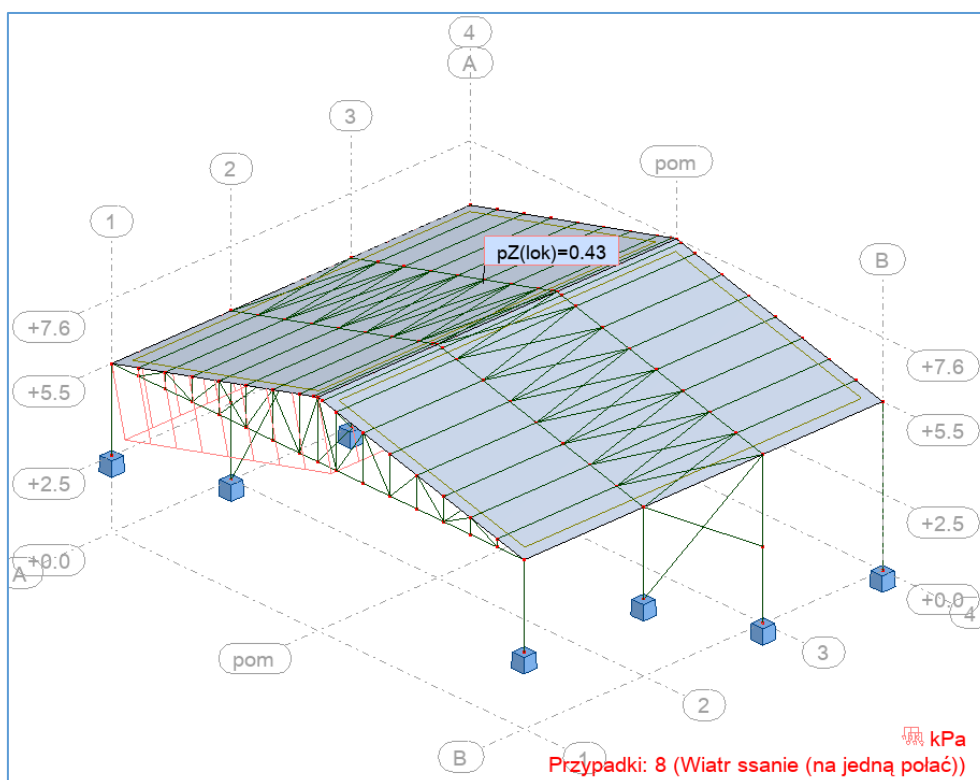 4
A
3
pom
2
1
B
pZ(lok)=0.43
+7.6
+5.5
+2.5
+0.0
A
+7.6
+5.5
+2.5
+0.0
4
3
pom
2
B
1
kPa
Przypadki: 8 (Wiatr ssanie (na jedną połać))